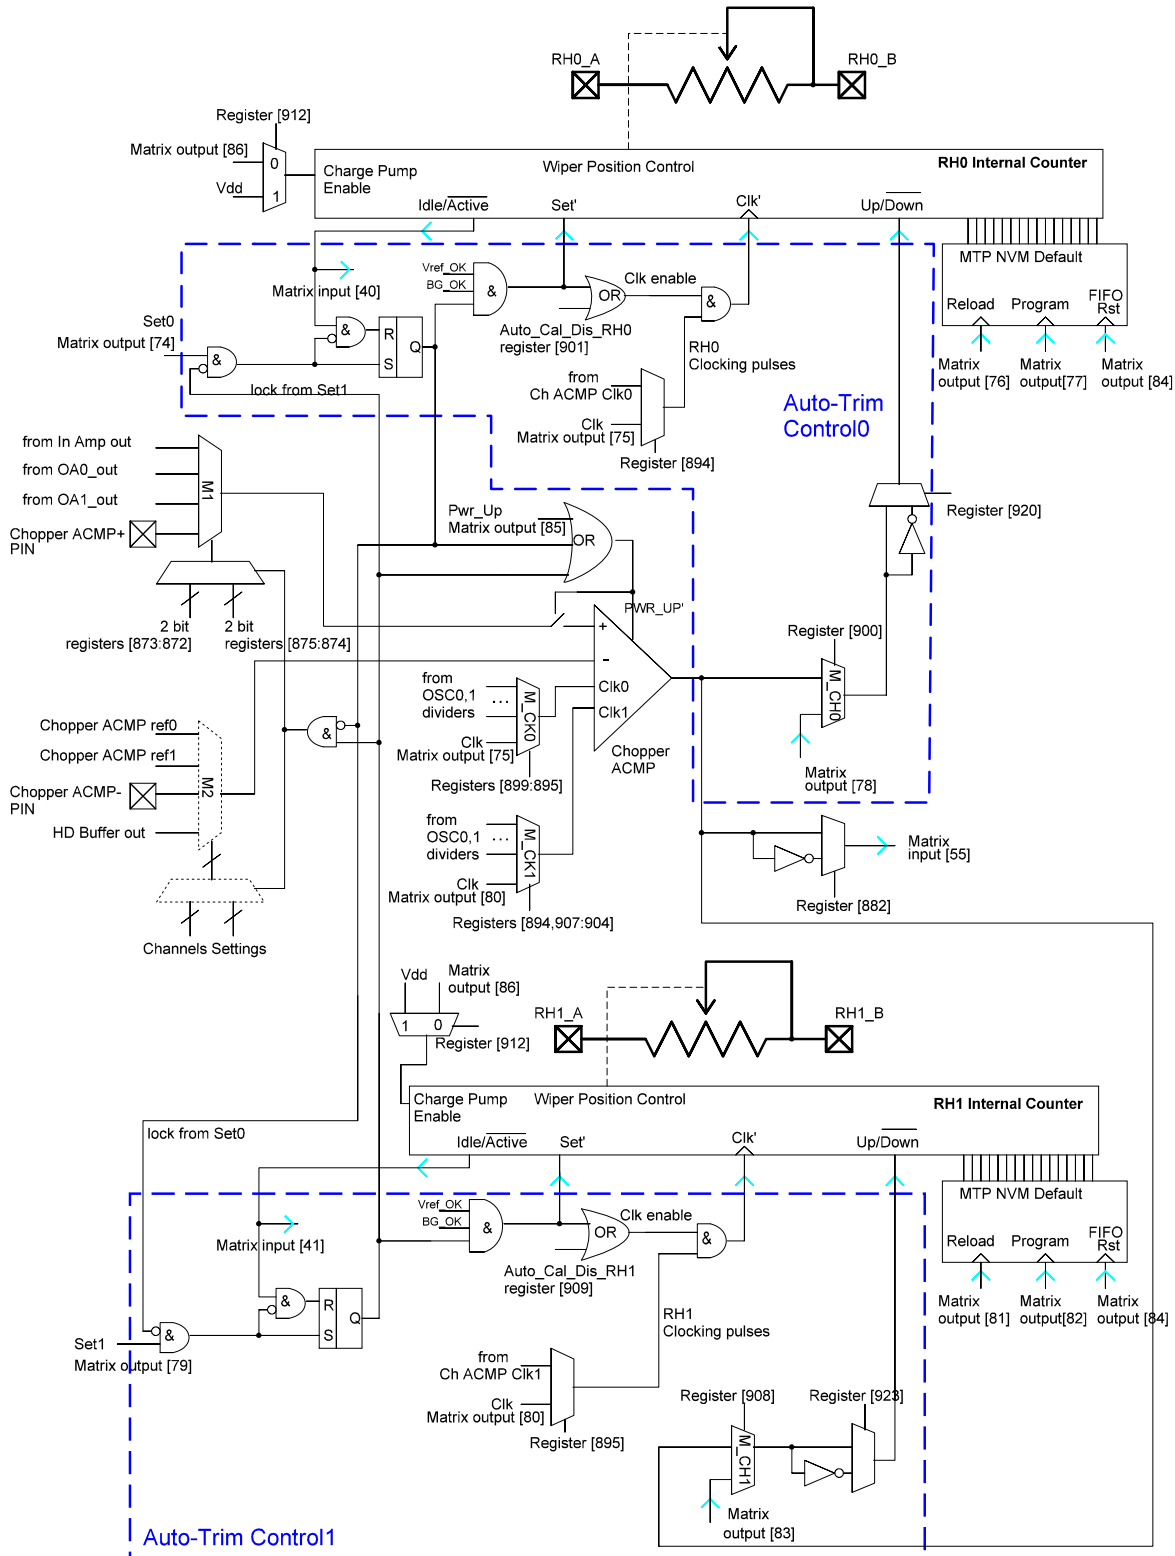 RH0_A
RH0_B
Register [912]
Matrix output [86]
0
Vdd
1
Charge Pump
Enable
Wiper Position Control
RH0 Internal Counter
Idle/Active
Set'
Clk'
Up/Down
MTP NVM Default
Reload
Program
FIFO
Rst
Matrix
output [76]
Matrix
output[77]
Matrix
output [84]
Vref_OK
BG_OK
&
OR
Clk enable
&
Matrix input [40]
Auto_Cal_Dis_RH0
register [901]
Set0
Matrix output [74]
&
&
R
S
Q
lock from Set1
RH0
Clocking pulses
from
Ch ACMP Clk0
Clk
Matrix output [75]
Register [894]
Auto-Trim
Control0
from In Amp out
from OA0_out
from OA1_out
Chopper ACMP+
PIN
M1
2 bit
registers [873:872]
2 bit
registers [875:874]
Pwr_Up
Matrix output [85]
OR
PWR_UP'
Register [920]
+
-
Clk0
Clk1
Chopper
ACMP
Register [900]
M_CH0
Matrix
output [78]
from
OSC0,1
...
dividers
Clk
Matrix output [75]
M_CK0
Registers [899:895]
Chopper ACMP ref0
Chopper ACMP ref1
Chopper ACMP-
PIN
HD Buffer out
M2
&
Channels Settings
from
OSC0,1
...
dividers
Clk
Matrix output [80]
M_CK1
Registers [894,907:904]
Matrix
input [55]
Register [882]
Vdd
Matrix
output [86]
1
0
Register [912]
RH1_A
RH1_B
Charge Pump
Enable
Wiper Position Control
RH1 Internal Counter
Idle/Active
Set'
Clk'
Up/Down
lock from Set0
MTP NVM Default
Reload
Program
FIFO
Rst
Matrix
output [81]
Matrix
output[82]
Matrix
output [84]
Vref_OK
BG_OK
&
OR
Clk enable
&
Matrix input [41]
Auto_Cal_Dis_RH1
register [909]
Set1
Matrix output [79]
&
&
R
S
Q
RH1
Clocking pulses
from
Ch ACMP Clk1
Clk
Matrix output [80]
Register [895]
Register [908]
M_CH1
Matrix
output [83]
Register [923]
Auto-Trim Control1